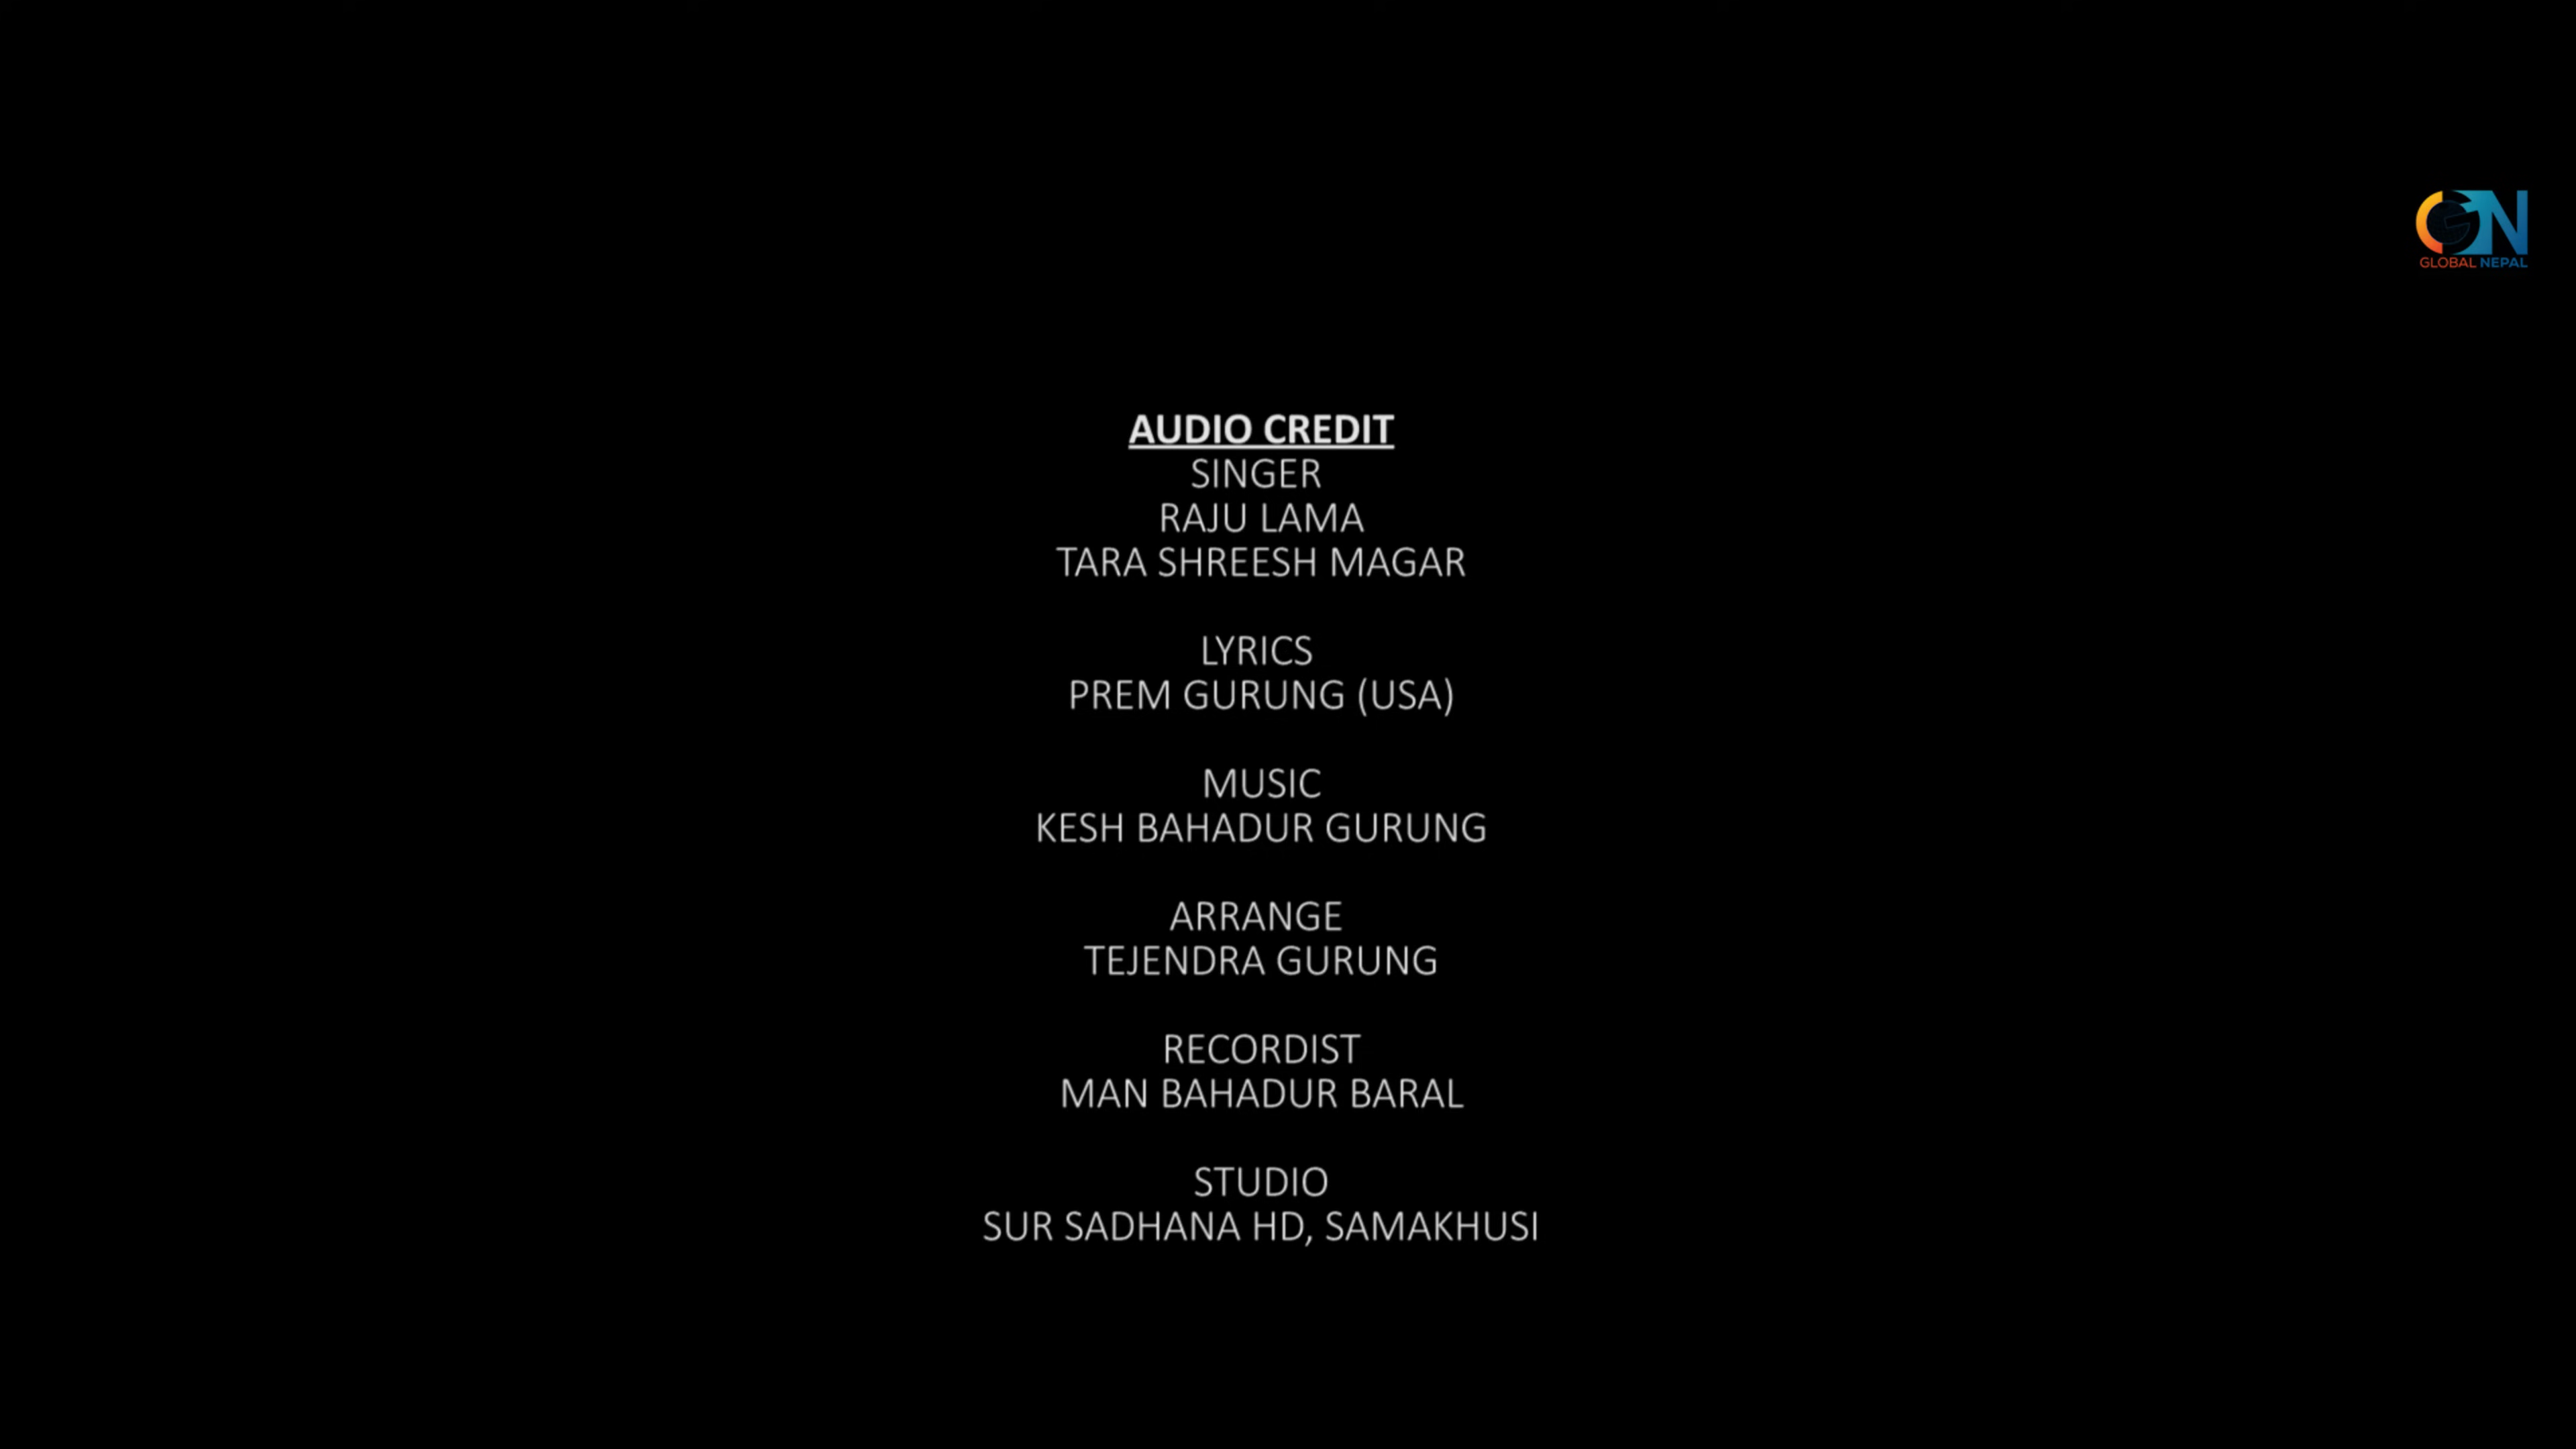 GN
GLOBAL NEPAL
AUDIO CREDIT
SINGER
RAJU LAMA
TARA SHREESH MAGAR
LYRICS
PREM GURUNG (USA)
MUSIC
KESH BAHADUR GURUNG
ARRANGE
TEJENDRA GURUNG
RECORDIST
MAN BAHADUR BARAL
STUDIO
SUR SADHANA HD, SAMAKHUSI